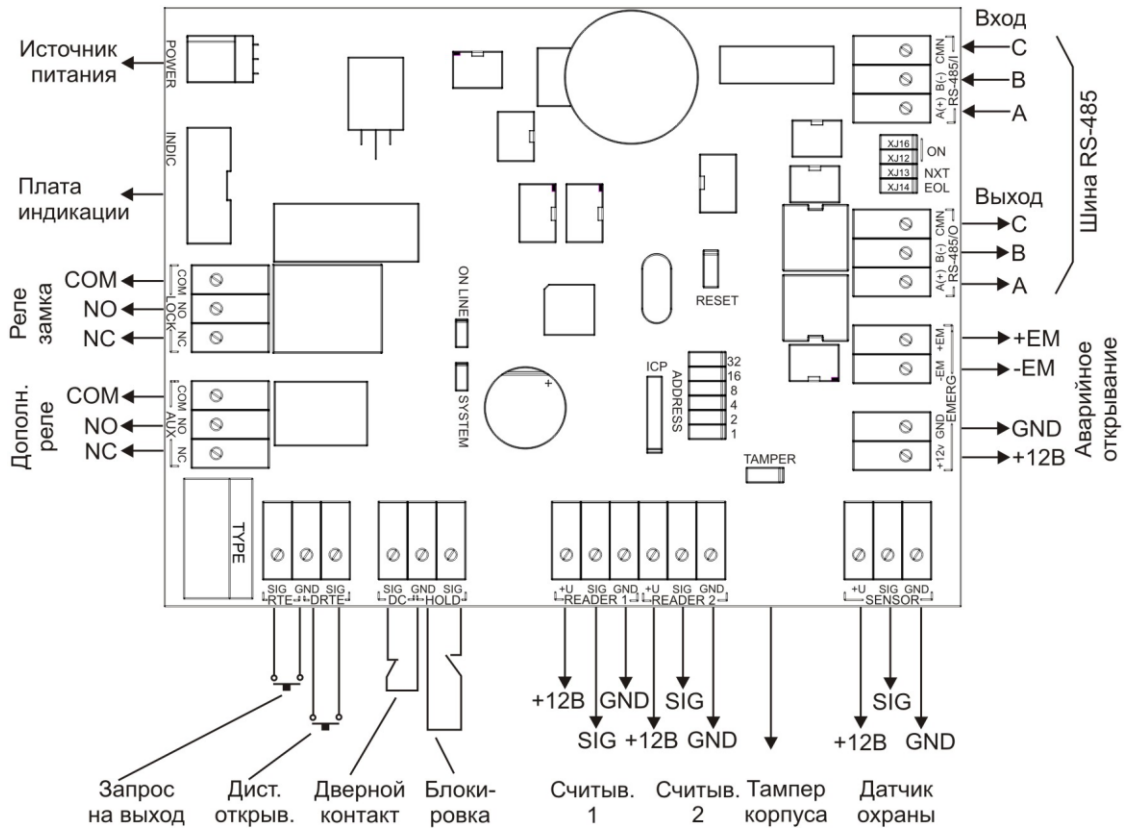 Источник
питания
POWER
INDIC
Плата
индикации
COM
NO
NC
Реле
замка
COM
NO
NC
LOCK
COM
NO
NC
Дополн.
реле
COM
NO
NC
AUX
TYPE
ON LINE
SYSTEM
+
RESET
ICP
ADDRESS
32
16
8
4
2
1
TAMPER
Вход
C
B
A
CMN
B(-)
A(+)
RS-485/I
XJ16
XJ12
XJ13
XJ14
ON
NXT
EOL
Шина RS-485
Выход
C
B
A
CMN
B(-)
A(+)
RS-485/O
+EM
-EM
GND
+12v
EMERG
+EM
-EM
GND
+12В
Аварийное
открывание
SIG GND SIG
RTE DRTE
SIG GND SIG
DC HOLD
+U SIG GND +U SIG GND
READER 1 READER 2
+U SIG GND
SENSOR
+12В GND SIG
SIG +12В GND
SIG
+12В GND
Запрос
на выход
Дист.
открыв.
Дверной
контакт
Блоки-
ровка
Считыв.
1
Считыв.
2
Тампер
корпуса
Датчик
охраны